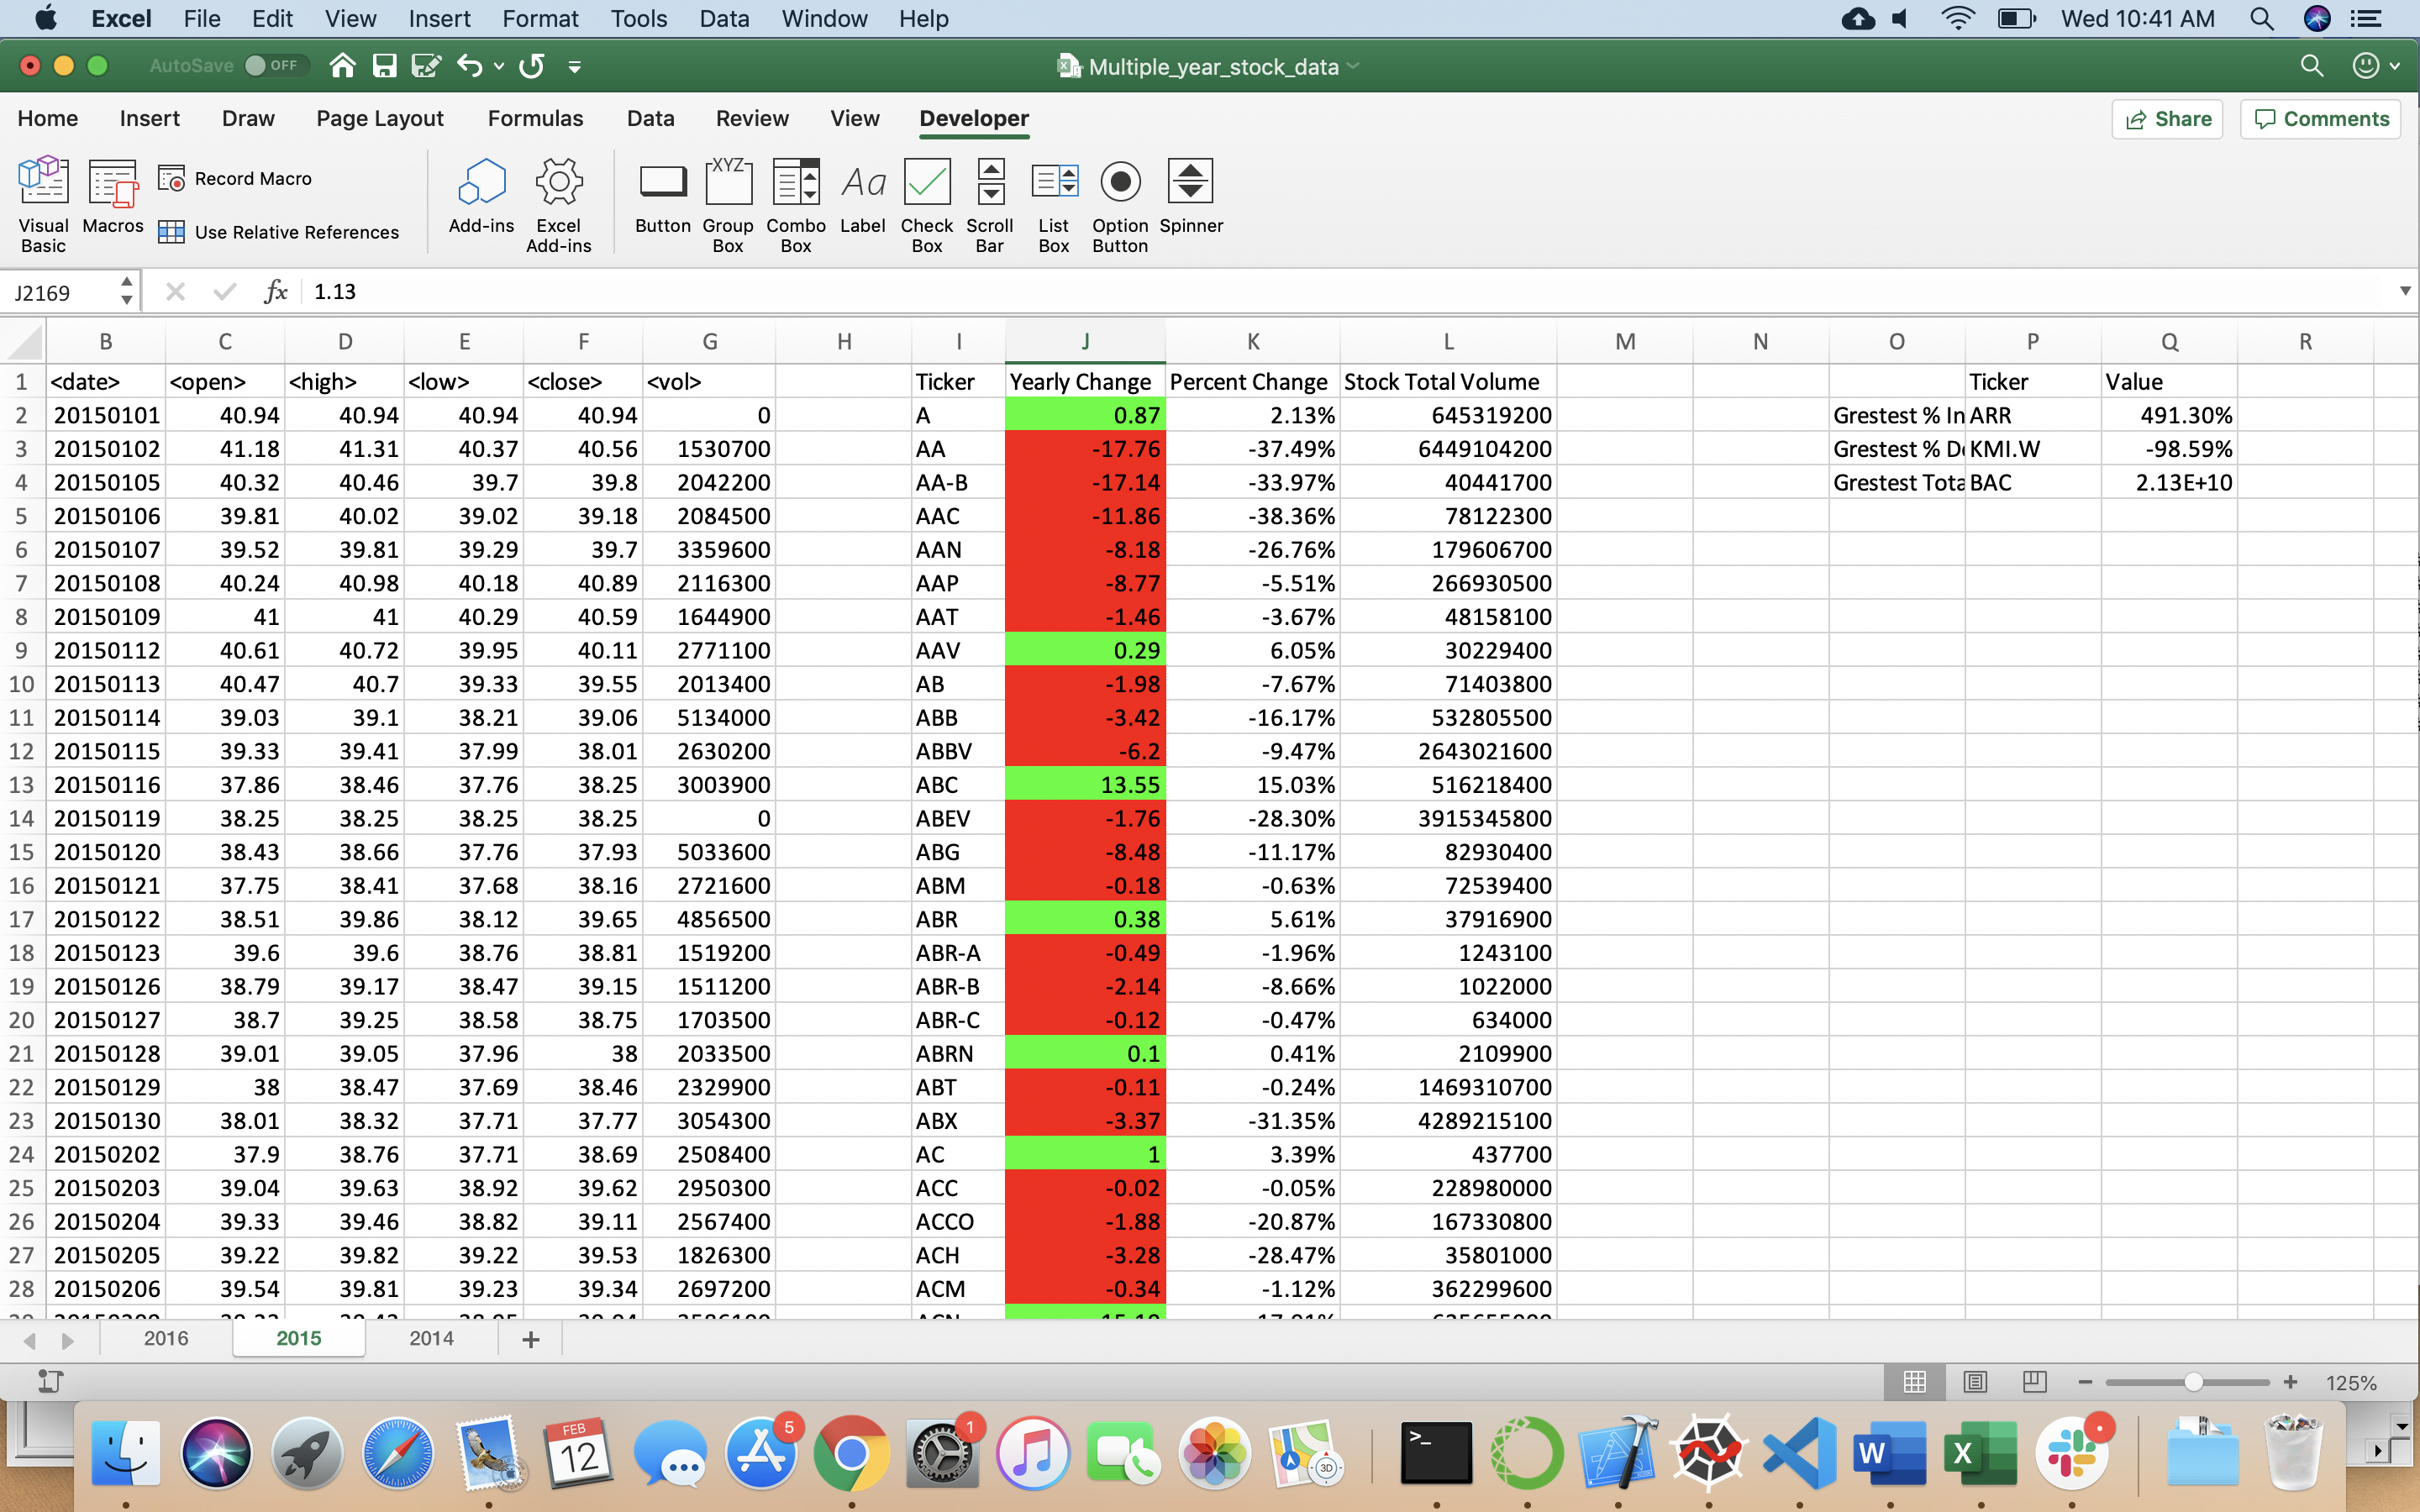 Excel File Edit View Insert Format Tools Data Window Help Wed 10:41 AM
AutoSave OFF Multiple_year_stock_data
Home Insert Draw Page Layout Formulas Data Review View Developer Share Comments
Visual Basic Macros Record Macro Use Relative References Add-ins Excel Add-ins Button XYZ Group Box Combo Box Aa Label Check Box Scroll Bar List Box Option Button Spinner
J2169 fx 1.13
B C D E F G H I J K L M N O P Q R
1 <date> <open> <high> <low> <close> <vol> Ticker Yearly Change Percent Change Stock Total Volume Ticker Value
2 20150101 40.94 40.94 40.94 40.94 0 A 0.87 2.13% 645319200 Grestest % In ARR 491.30%
3 20150102 41.18 41.31 40.37 40.56 1530700 AA -17.76 -37.49% 6449104200 Grestest % D KMI.W -98.59%
4 20150105 40.32 40.46 39.7 39.8 2042200 AA-B -17.14 -33.97% 40441700 Grestest Tota BAC 2.13E+10
5 20150106 39.81 40.02 39.02 39.18 2084500 AAC -11.86 -38.36% 78122300
6 20150107 39.52 39.81 39.29 39.7 3359600 AAN -8.18 -26.76% 179606700
7 20150108 40.24 40.98 40.18 40.89 2116300 AAP -8.77 -5.51% 266930500
8 20150109 41 41 40.29 40.59 1644900 AAT -1.46 -3.67% 48158100
9 20150112 40.61 40.72 39.95 40.11 2771100 AAV 0.29 6.05% 30229400
10 20150113 40.47 40.7 39.33 39.55 2013400 AB -1.98 -7.67% 71403800
11 20150114 39.03 39.1 38.21 39.06 5134000 ABB -3.42 -16.17% 532805500
12 20150115 39.33 39.41 37.99 38.01 2630200 ABBV -6.2 -9.47% 2643021600
13 20150116 37.86 38.46 37.76 38.25 3003900 ABC 13.55 15.03% 516218400
14 20150119 38.25 38.25 38.25 38.25 0 ABEV -1.76 -28.30% 3915345800
15 20150120 38.43 38.66 37.76 37.93 5033600 ABG -8.48 -11.17% 82930400
16 20150121 37.75 38.41 37.68 38.16 2721600 ABM -0.18 -0.63% 72539400
17 20150122 38.51 39.86 38.12 39.65 4856500 ABR 0.38 5.61% 37916900
18 20150123 39.6 39.6 38.76 38.81 1519200 ABR-A -0.49 -1.96% 1243100
19 20150126 38.79 39.17 38.47 39.15 1511200 ABR-B -2.14 -8.66% 1022000
20 20150127 38.7 39.25 38.58 38.75 1703500 ABR-C -0.12 -0.47% 634000
21 20150128 39.01 39.05 37.96 38 2033500 ABRN 0.1 0.41% 2109900
22 20150129 38 38.47 37.69 38.46 2329900 ABT -0.11 -0.24% 1469310700
23 20150130 38.01 38.32 37.71 37.77 3054300 ABX -3.37 -31.35% 4289215100
24 20150202 37.9 38.76 37.71 38.69 2508400 AC 1 3.39% 437700
25 20150203 39.04 39.63 38.92 39.62 2950300 ACC -0.02 -0.05% 228980000
26 20150204 39.33 39.46 38.82 39.11 2567400 ACCO -1.88 -20.87% 167330800
27 20150205 39.22 39.82 39.22 39.53 1826300 ACH -3.28 -28.47% 35801000
28 20150206 39.54 39.81 39.23 39.34 2697200 ACM -0.34 -1.12% 362299600
2016 2015 2014 +
125%
FEB 12 5 1 3D >_ W X